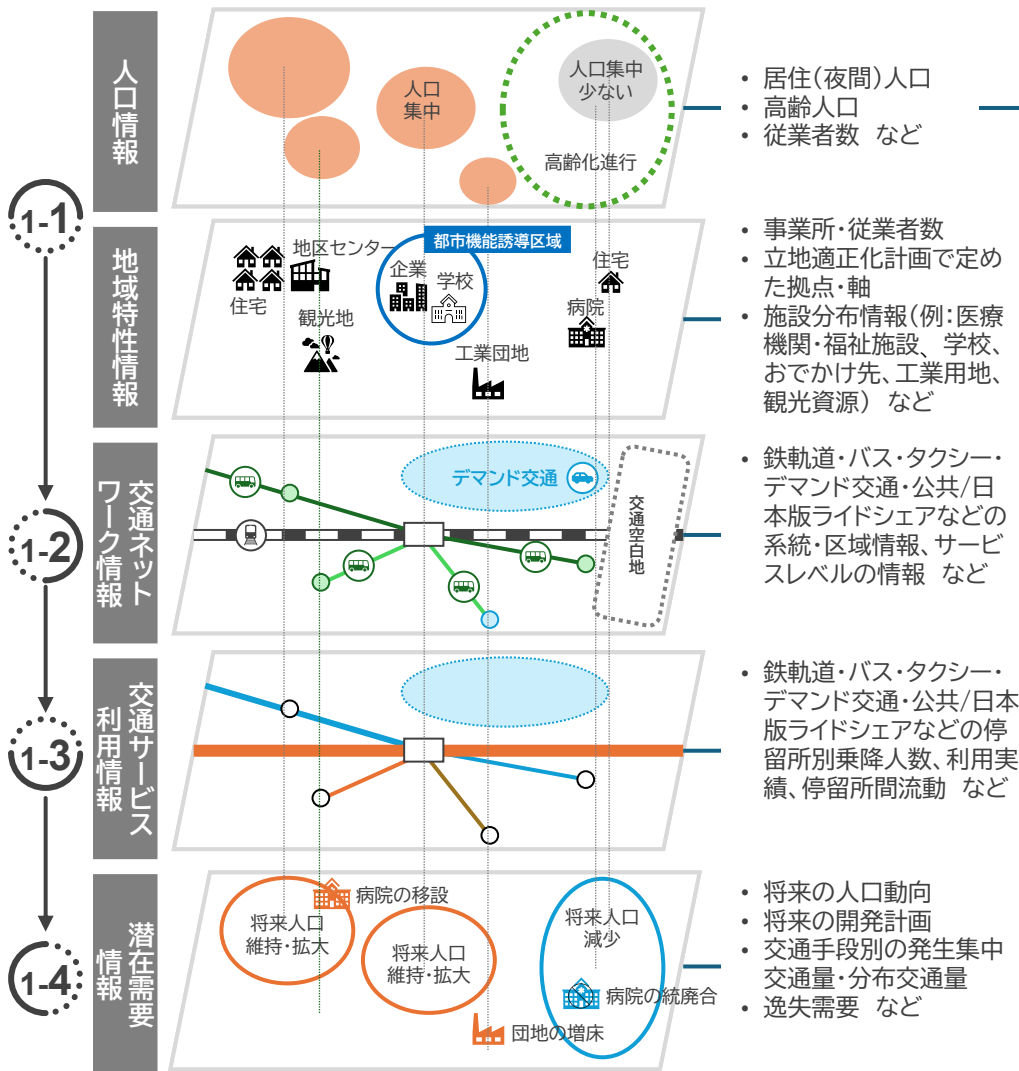 人口情報
人口
集中
人口集中
少ない
高齢化進行
• 居住（夜間）人口
• 高齢人口
• 従業者数 など
1-1
地域特性情報
住宅
地区センター
観光地
都市機能誘導区域
企業
学校
工業団地
住宅
病院
• 事業所・従業者数
• 立地適正化計画で定め
た拠点・軸
• 施設分布情報（例：医療
機関・福祉施設、学校、
おでかけ先、工業用地、
観光資源） など
1-2
交通ネット
ワーク情報
デマンド交通
交通空白地
• 鉄軌道・バス・タクシー・
デマンド交通・公共/日
本版ライドシェアなどの
系統・区域情報、サービ
スレベルの情報 など
1-3
交通サービス
利用情報
• 鉄軌道・バス・タクシー・
デマンド交通・公共/日本
版ライドシェアなどの停
留所別乗降人数、利用実
績、停留所間流動 など
1-4
潜在需要
情報
将来人口
維持・拡大
病院の移設
将来人口
維持・拡大
団地の増床
将来人口
減少
病院の統廃合
• 将来の人口動向
• 将来の開発計画
• 交通手段別の発生集中
交通量・分布交通量
• 逸失需要 など